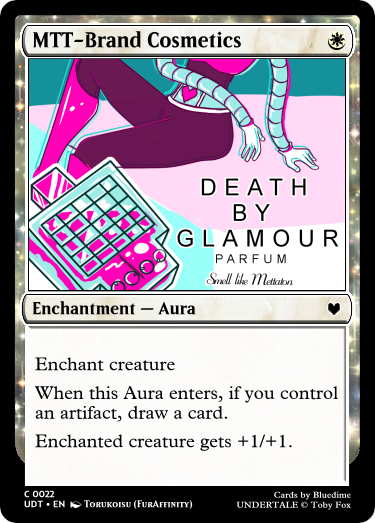 MTT-Brand Cosmetics
DEATH
BY
GLAMOUR
PARFUM
Smell like Mettaton
Enchantment — Aura
Enchant creature
When this Aura enters, if you control
an artifact, draw a card.
Enchanted creature gets +1/+1.
C 0022
UDT • EN Torukoisu (FurAffinity)
Cards by Bluedime
UNDERTALE © Toby Fox